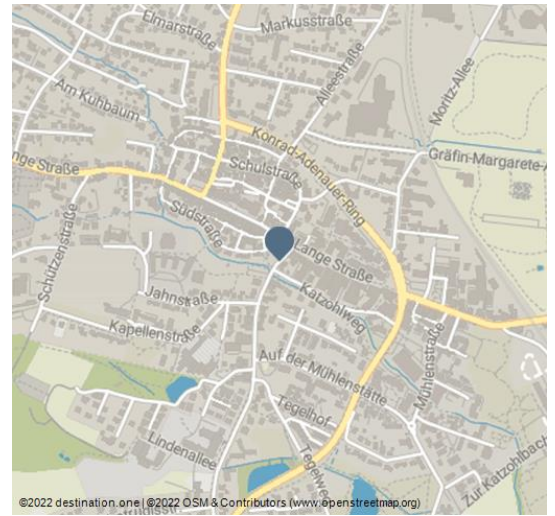 Elmarstraße
Markusstraße
Am Kuhbaum
Alleestraße
Moritz-Allee
Konrad-Adenauer-Ring
Gräfin-Margarete-A
Schulstraße
ange Straße
Südstraße
Lange Straße
Schützenstraße
Jahnstraße
Katzohlweg
Kapellenstraße
Auf der Mühlenstätte
Mühlenstraße
Tegelhof
Lindenallee
Tegelweg
Zur Katzohlbach
©2022 destination.one | ©2022 OSM & Contributors (www.openstreetmap.org)